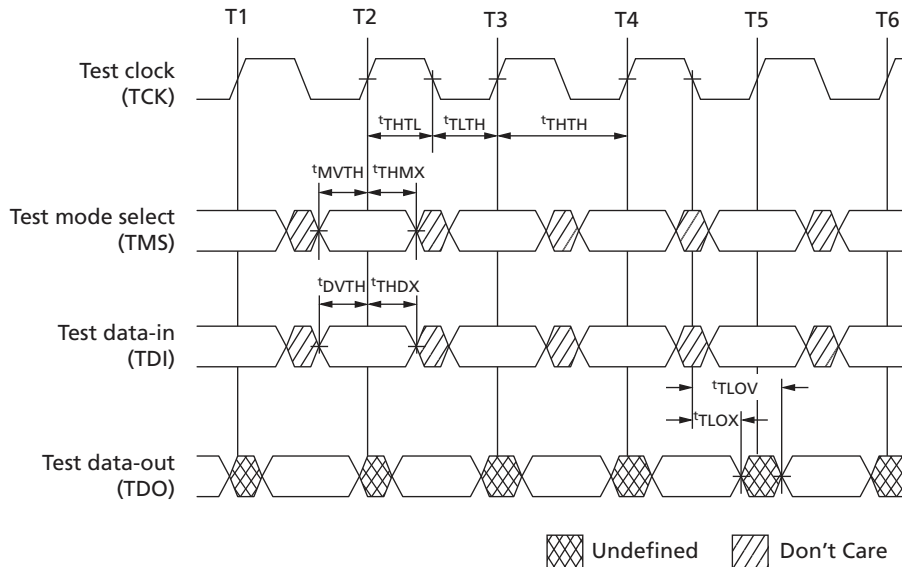 T1 T2 T3 T4 T5 T6
Test clock
(TCK)
tTHTL tTLTH tTHTH
tMVTH tTHMX
Test mode select
(TMS)
tDVTH tTHDX
Test data-in
(TDI)
tTLOV
tTLOX
Test data-out
(TDO)
Undefined Don't Care